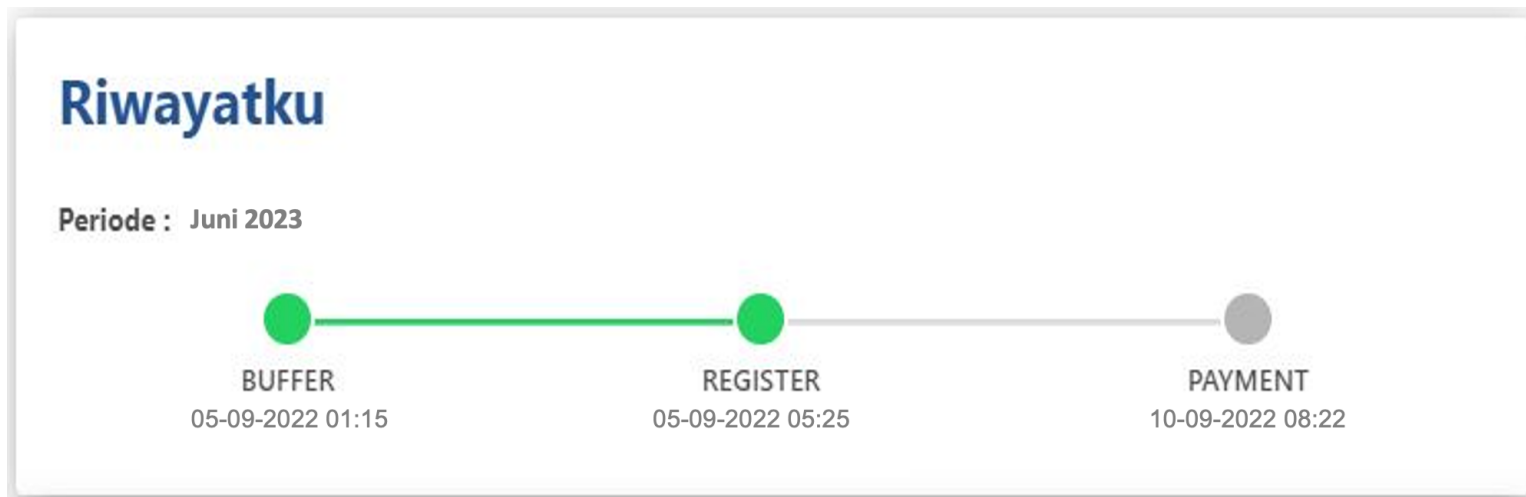 Riwayatku
Periode : Juni 2023
BUFFER REGISTER PAYMENT
05-09-2022 01:15 05-09-2022 05:25 10-09-2022 08:22